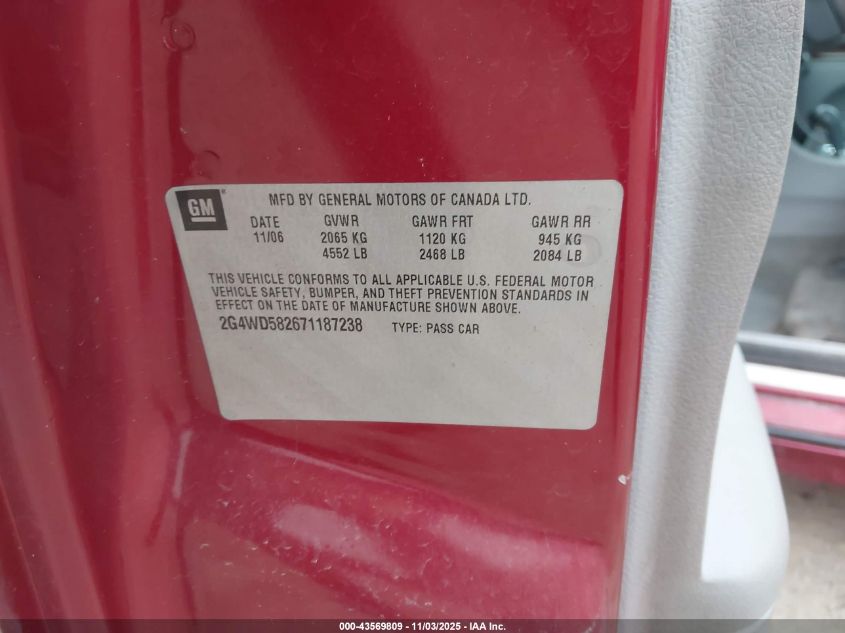 GM
MFD BY GENERAL MOTORS OF CANADA LTD.
DATE GVWR GAWR FRT GAWR RR
11/06 2065 KG 1120 KG 945 KG
4552 LB 2468 LB 2084 LB
THIS VEHICLE CONFORMS TO ALL APPLICABLE U.S. FEDERAL MOTOR
VEHICLE SAFETY, BUMPER, AND THEFT PREVENTION STANDARDS IN
EFFECT ON THE DATE OF MANUFACTURE SHOWN ABOVE.
2G4WD582671187238 TYPE: PASS CAR
000-43569809 - 11/03/2025 - IAA Inc.